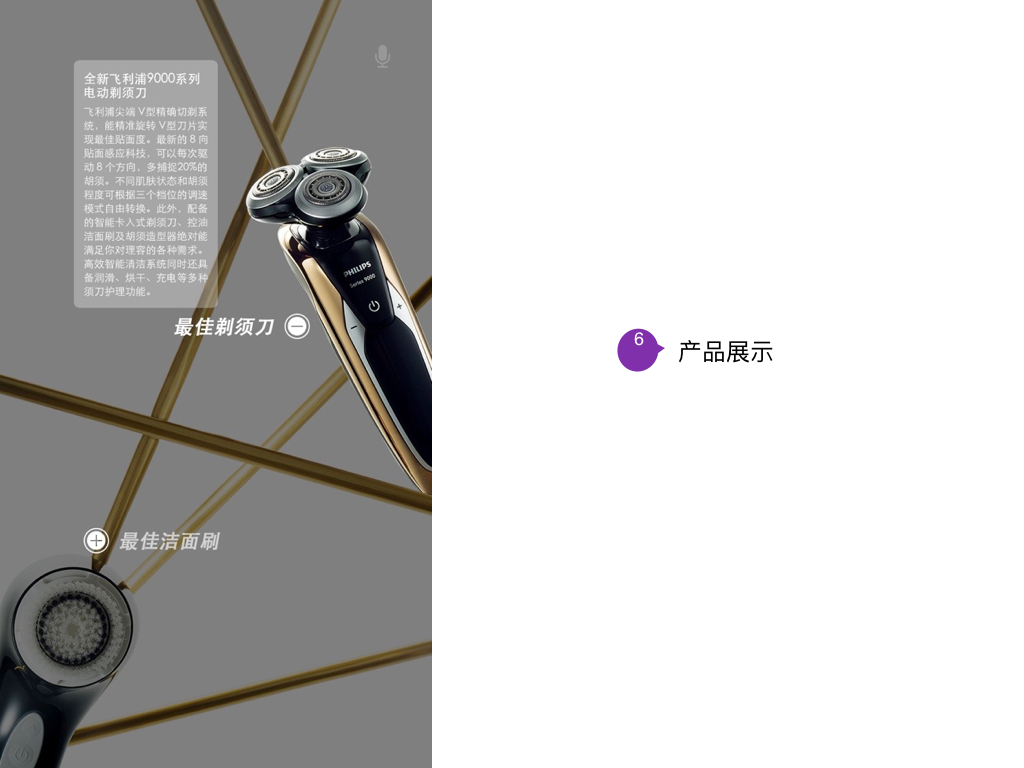 全新飞利浦9000系列
电动剃须刀
飞利浦尖端 V型精确切剃系
统，能精准旋转 V型刀片实
现最佳贴面度。最新的 8 向
贴面感应科技，可以每次驱
动 8 个方向，多捕捉20%的
胡须。不同肌肤状态和胡须
程度可根据三个档位的调速
模式自由转换。此外，配备
的智能卡人式剃须刀、控油
洁面刷及胡须造型器绝对能
满足你对理容的各种需求。
高效智能清洁系统同时还具
备润滑、烘干、充电等多种
须刀护理功能。
PHILIPS
Series 9000
最佳剃须刀
最佳洁面刷
6
产品展示